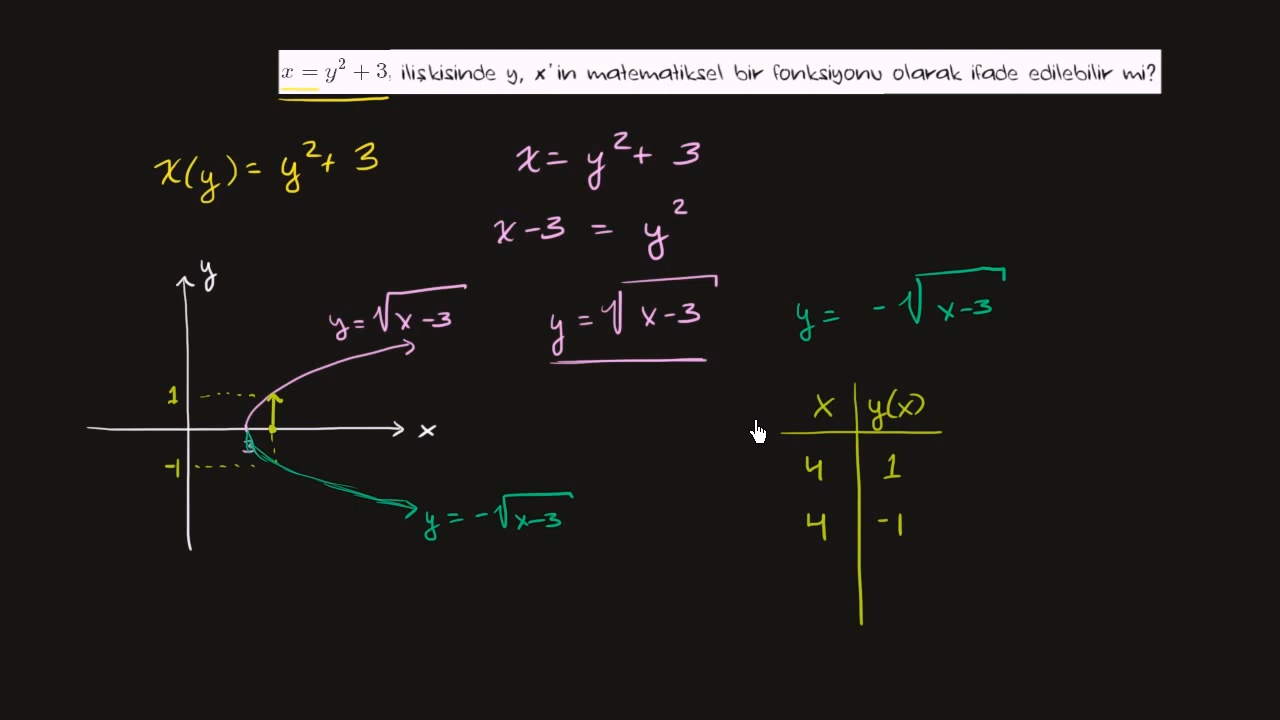 x = y² + 3, ilişkisinde y, x'in matematiksel bir fonksiyonu olarak ifade edilebilir mi?
x(y) = y² + 3
x = y² + 3
x - 3 = y²
y = √(x - 3)
y = -√(x - 3)
y
y = √(x - 3)
1
x
3
-1
y = -√(x - 3)
x y(x)
4 1
4 -1